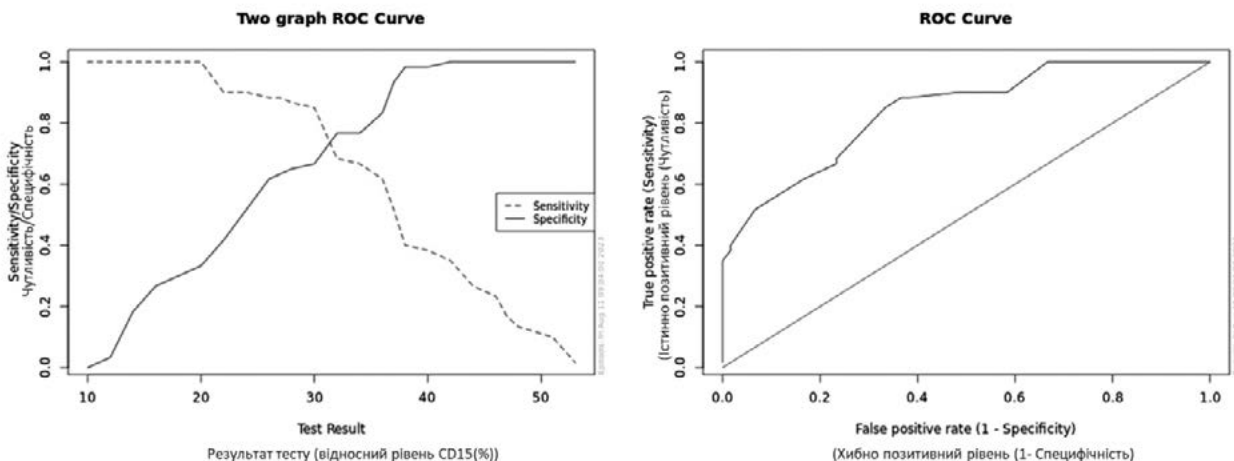 Two graph ROC Curve
Sensitivity/Specificity
Чутливість/Специфічність
1.0
0.8
0.6
0.4
0.2
0.0
Sensitivity
Specificity
10
20
30
40
50
Test Result
Результат тесту (відносний рівень CD15(%))
ROC Curve
True positive rate (Sensitivity)
(Істинно позитивний рівень (Чутливість)
1.0
0.8
0.6
0.4
0.2
0.0
0.0
0.2
0.4
0.6
0.8
1.0
False positive rate (1 - Specificity)
(Хибно позитивний рівень (1- Специфічність)